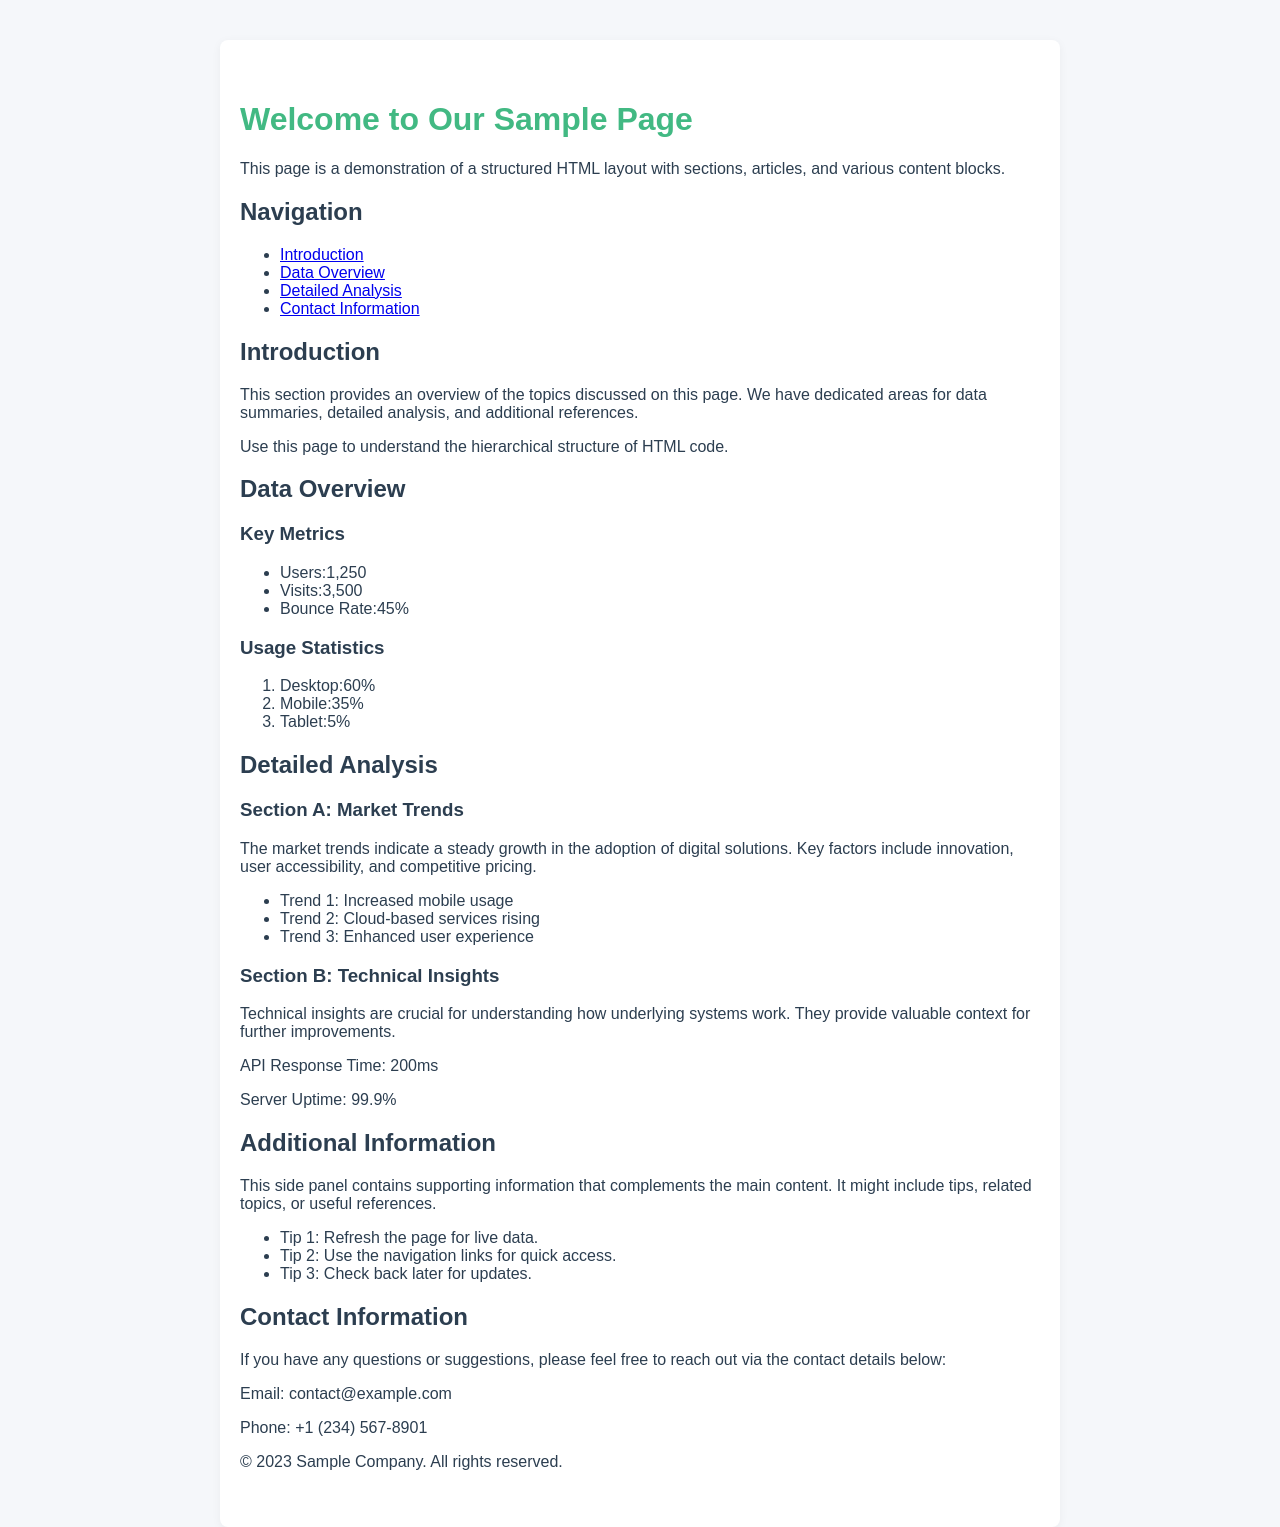 Welcome to Our Sample Page
This page is a demonstration of a structured HTML layout with sections, articles, and various content blocks.
Navigation
Introduction
Data Overview
Detailed Analysis
Contact Information
Introduction
This section provides an overview of the topics discussed on this page. We have dedicated areas for data
summaries, detailed analysis, and additional references.
Use this page to understand the hierarchical structure of HTML code.
Data Overview
Key Metrics
Users:1,250
Visits:3,500
Bounce Rate:45%
Usage Statistics
1. Desktop:60%
2. Mobile:35%
3. Tablet:5%
Detailed Analysis
Section A: Market Trends
The market trends indicate a steady growth in the adoption of digital solutions. Key factors include innovation,
user accessibility, and competitive pricing.
Trend 1: Increased mobile usage
Trend 2: Cloud-based services rising
Trend 3: Enhanced user experience
Section B: Technical Insights
Technical insights are crucial for understanding how underlying systems work. They provide valuable context for
further improvements.
API Response Time: 200ms
Server Uptime: 99.9%
Additional Information
This side panel contains supporting information that complements the main content. It might include tips, related
topics, or useful references.
Tip 1: Refresh the page for live data.
Tip 2: Use the navigation links for quick access.
Tip 3: Check back later for updates.
Contact Information
If you have any questions or suggestions, please feel free to reach out via the contact details below:
Email: contact@example.com
Phone: +1 (234) 567-8901
© 2023 Sample Company. All rights reserved.